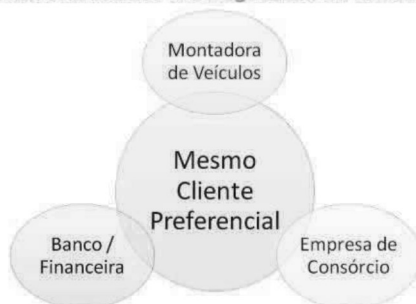 Montadora
de Veículos
Mesmo
Cliente
Preferencial
Banco /
Financeira
Empresa de
Consórcio